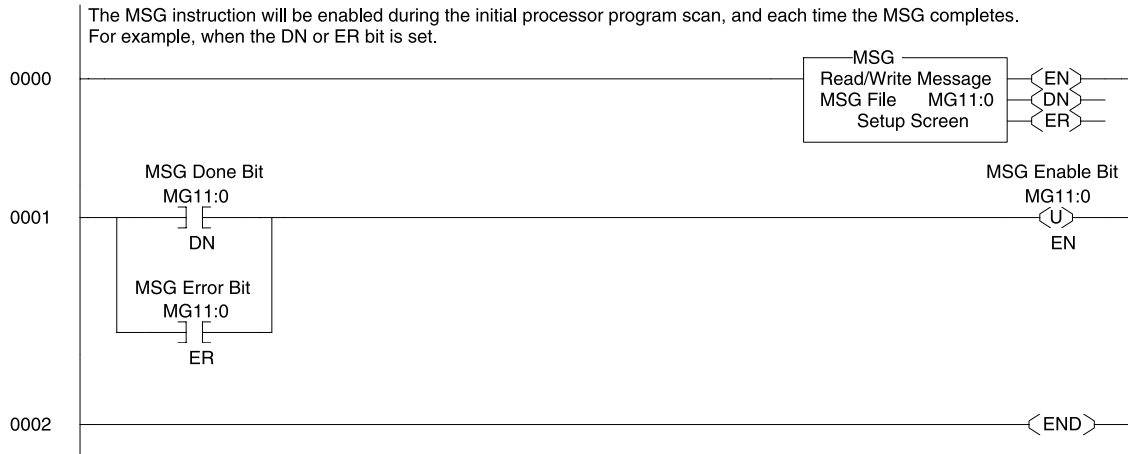 The MSG instruction will be enabled during the initial processor program scan, and each time the MSG completes.
For example, when the DN or ER bit is set.
0000
MSG
Read/Write Message
MSG File MG11:0
Setup Screen
EN
DN
ER
0001
MSG Done Bit
MG11:0
DN
MSG Error Bit
MG11:0
ER
MSG Enable Bit
MG11:0
U
EN
0002
END